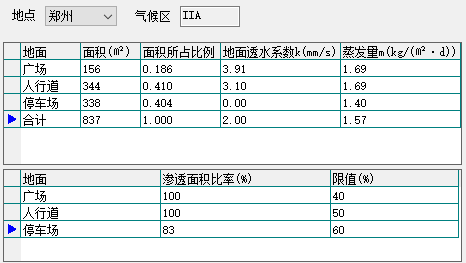 地点 郑州 气候区 IIA
地面 面积(㎡) 面积所占比例 地面透水系数k(mm/s) 蒸发量m(kg/(㎡·d))
广场 156 0.186 3.91 1.69
人行道 344 0.410 3.10 1.69
停车场 338 0.404 0.00 1.40
合计 837 1.000 2.00 1.57
地面 渗透面积比率(%) 限值(%)
广场 100 40
人行道 100 50
停车场 83 60